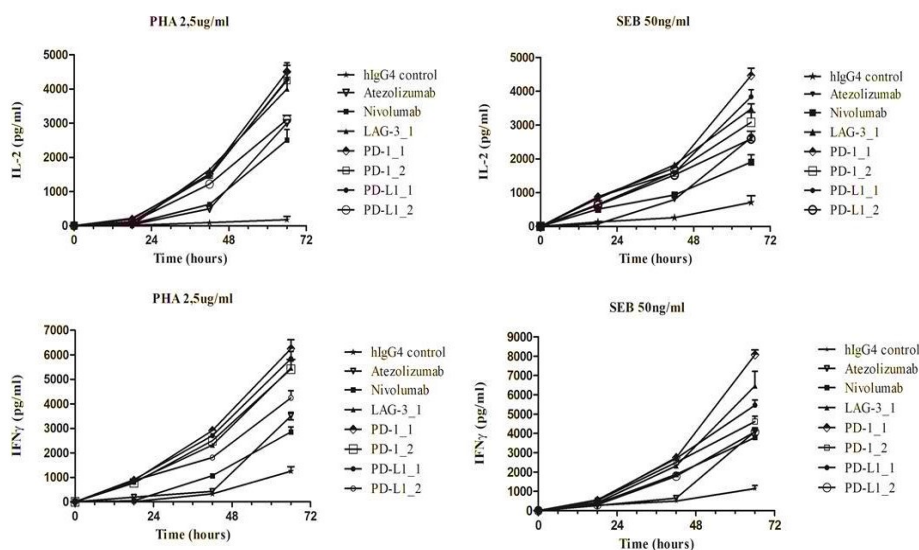 PHA 2,5ug/ml
IL-2 (pg/ml)
5000
4000
3000
2000
1000
0
0 24 48 72
Time (hours)
hIgG4 control
Atezolizumab
Nivolumab
LAG-3_1
PD-1_1
PD-1_2
PD-L1_1
PD-L1_2
SEB 50ng/ml
IL-2 (pg/ml)
5000
4000
3000
2000
1000
0
0 24 48 72
Time (hours)
hIgG4 control
Atezolizumab
Nivolumab
LAG-3_1
PD-1_1
PD-1_2
PD-L1_1
PD-L1_2
PHA 2,5ug/ml
IFNγ (pg/ml)
7000
6000
5000
4000
3000
2000
1000
0
0 24 48 72
Time (hours)
hIgG4 control
Atezolizumab
Nivolumab
LAG-3_1
PD-1_1
PD-1_2
PD-L1_1
PD-L1_2
SEB 50ng/ml
IFNγ (pg/ml)
9000
8000
7000
6000
5000
4000
3000
2000
1000
0
0 24 48 72
Time (hours)
hIgG4 control
Atezolizumab
Nivolumab
LAG-3_1
PD-1_1
PD-1_2
PD-L1_1
PD-L1_2